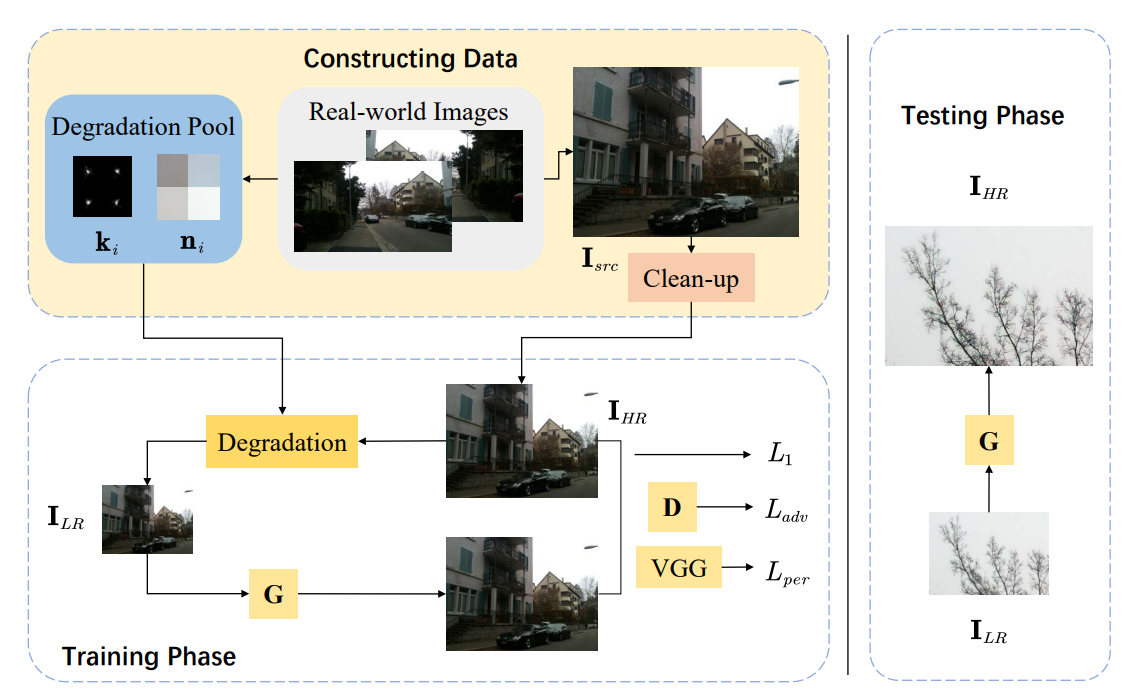 Constructing Data
Degradation Pool
k_i
n_i
Real-world Images
I_src
Clean-up
I_HR
Degradation
I_LR
G
L_1
D
L_adv
VGG
L_per
Training Phase
Testing Phase
I_HR
G
I_LR